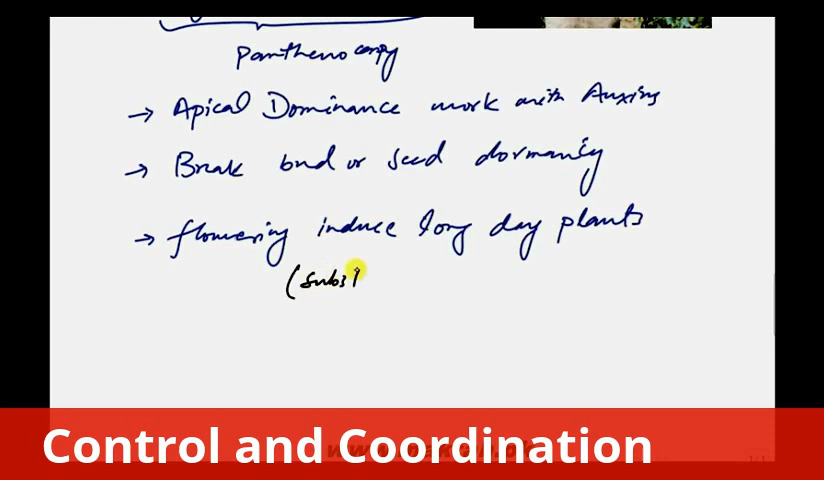 Parthenocarpy
→ Apical Dominance work with Auxins
→ Break bud or seed dormancy
→ flowering induce long day plants
(Subst
Control and Coordination